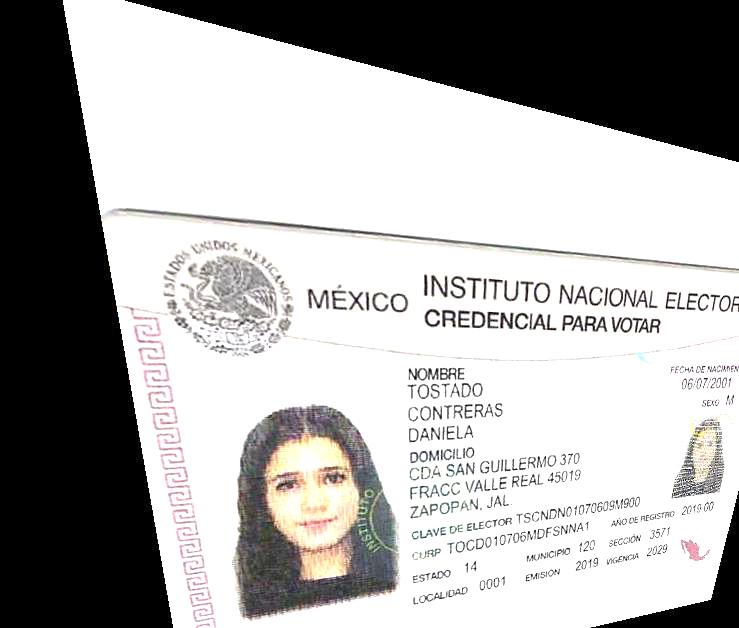 ESTADOS UNIDOS MEXICANOS
MÉXICO
INSTITUTO NACIONAL ELECTOR
CREDENCIAL PARA VOTAR
NOMBRE
TOSTADO
CONTRERAS
DANIELA
DOMICILIO
CDA SAN GUILLERMO 370
FRACC VALLE REAL 45019
ZAPOPAN, JAL.
FECHA DE NACIMIEN
06/07/2001
SEXO M
CLAVE DE ELECTOR TSCNDN01070609M900
CURP TOCD010706MDFSNNA1 AÑO DE REGISTRO 2019 00
ESTADO 14 MUNICIPIO 120 SECCIÓN 3571
LOCALIDAD 0001 EMISIÓN 2019 VIGENCIA 2029
INSTITUTO